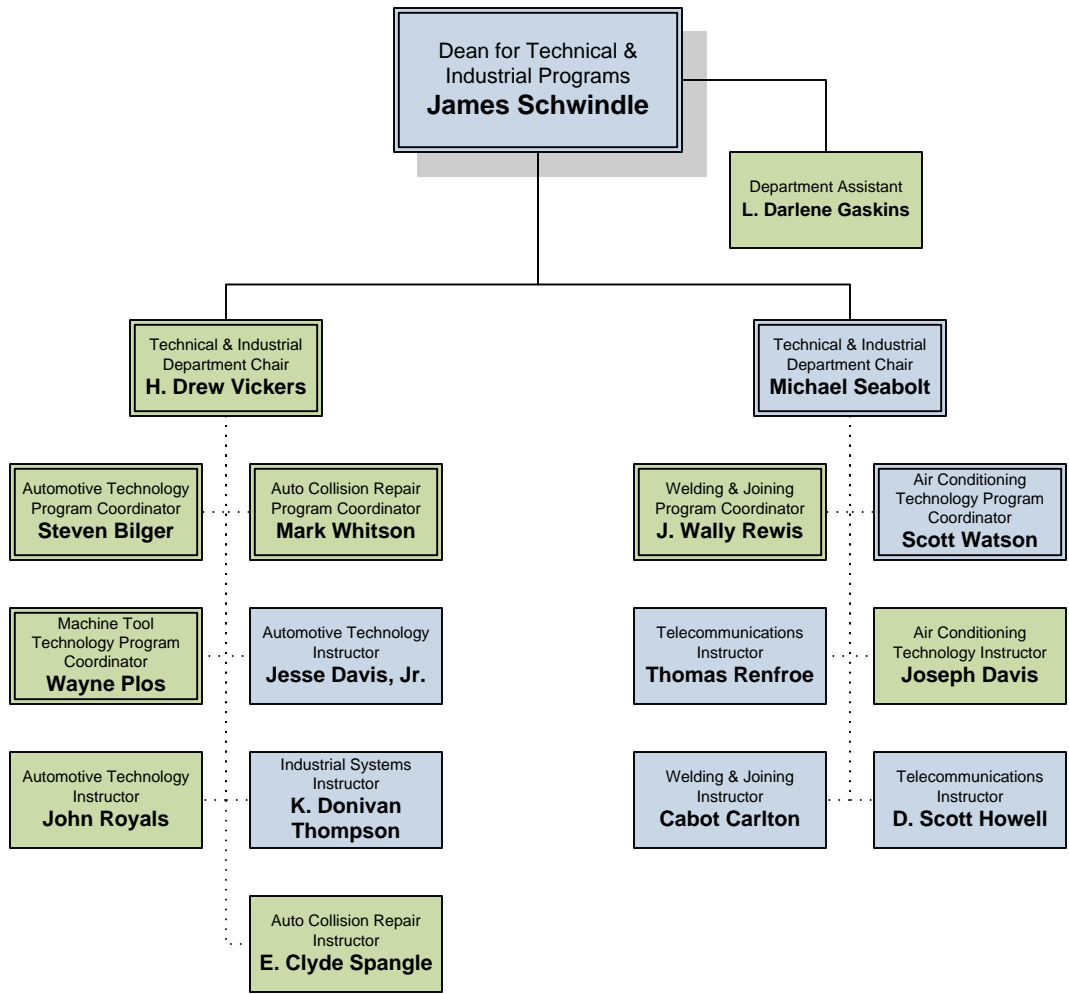 Dean for Technical &
Industrial Programs
James Schwindle
Department Assistant
L. Darlene Gaskins
Technical & Industrial
Department Chair
H. Drew Vickers
Technical & Industrial
Department Chair
Michael Seabolt
Automotive Technology
Program Coordinator
Steven Bilger
Auto Collision Repair
Program Coordinator
Mark Whitson
Welding & Joining
Program Coordinator
J. Wally Rewis
Air Conditioning
Technology Program
Coordinator
Scott Watson
Machine Tool
Technology Program
Coordinator
Wayne Plos
Automotive Technology
Instructor
Jesse Davis, Jr.
Telecommunications
Instructor
Thomas Renfroe
Air Conditioning
Technology Instructor
Joseph Davis
Automotive Technology
Instructor
John Royals
Industrial Systems
Instructor
K. Donivan
Thompson
Welding & Joining
Instructor
Cabot Carlton
Telecommunications
Instructor
D. Scott Howell
Auto Collision Repair
Instructor
E. Clyde Spangle